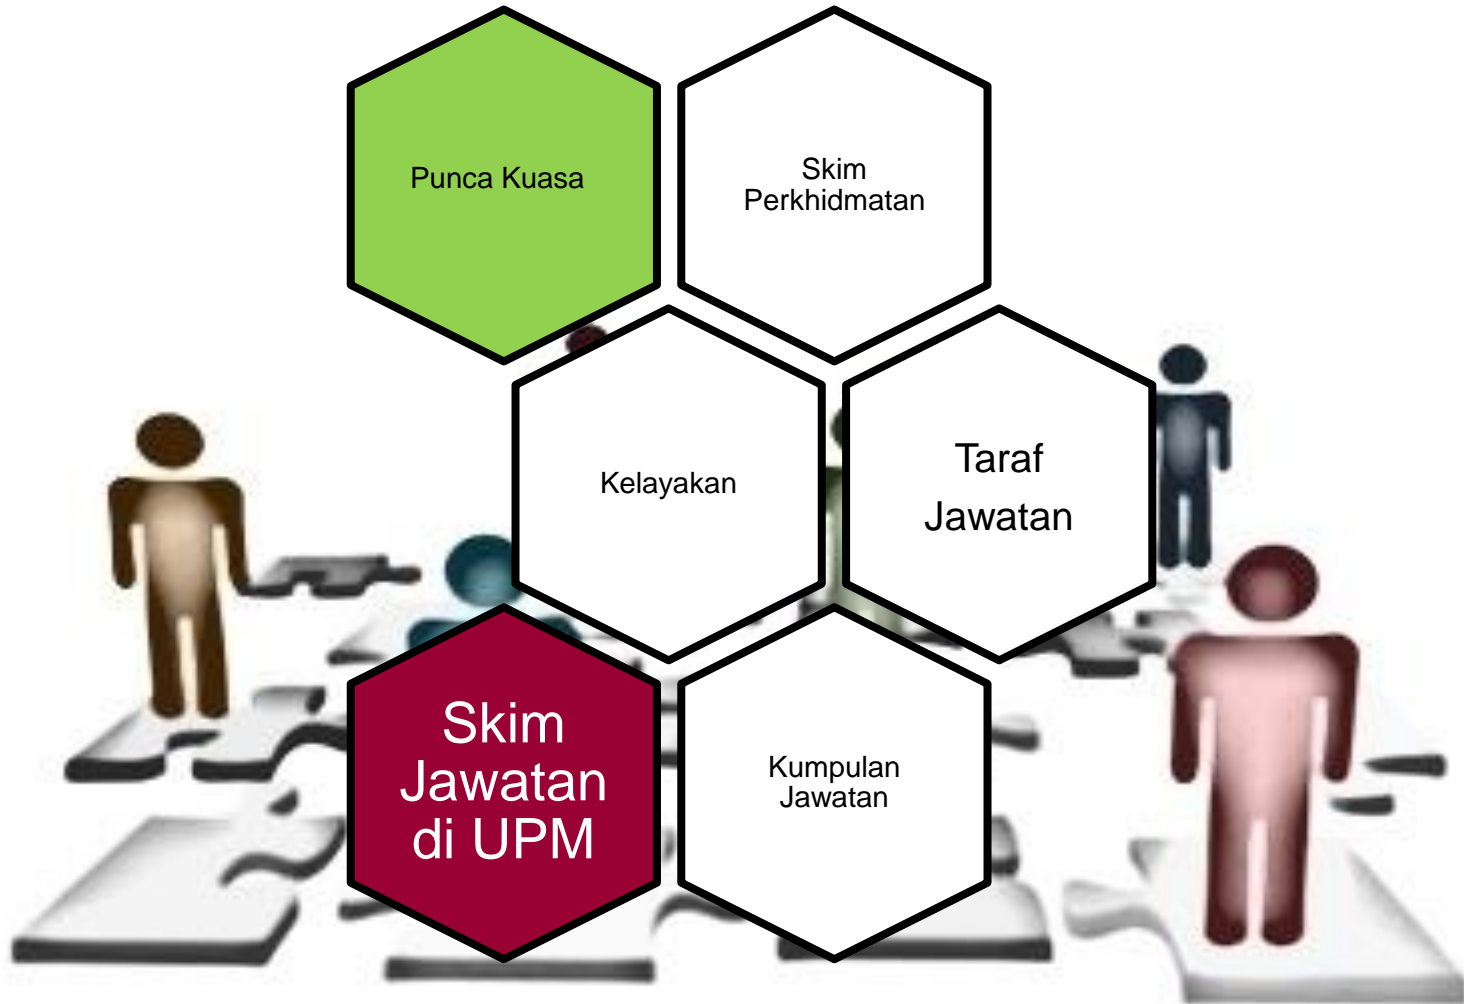 Punca Kuasa
Skim
Perkhidmatan
Kelayakan
Taraf
Jawatan
Skim
Jawatan
di UPM
Kumpulan
Jawatan